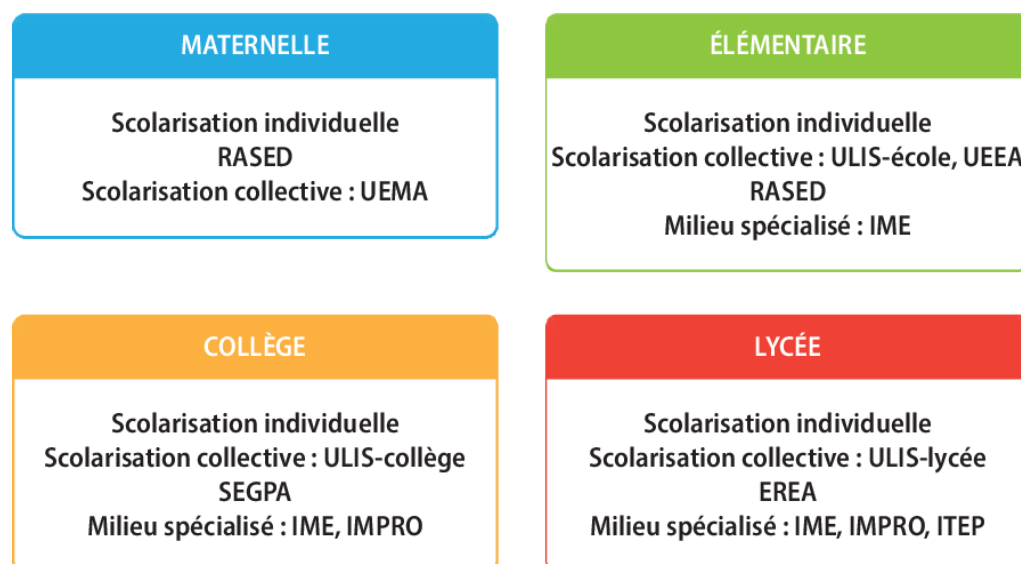 MATERNELLE
Scolarisation individuelle
RASED
Scolarisation collective : UEMA
ÉLÉMENTAIRE
Scolarisation individuelle
Scolarisation collective : ULIS-école, UEEA
RASED
Milieu spécialisé : IME
COLLÈGE
Scolarisation individuelle
Scolarisation collective : ULIS-collège
SEGPA
Milieu spécialisé : IME, IMPRO
LYCÉE
Scolarisation individuelle
Scolarisation collective : ULIS-lycée
EREA
Milieu spécialisé : IME, IMPRO, ITEP